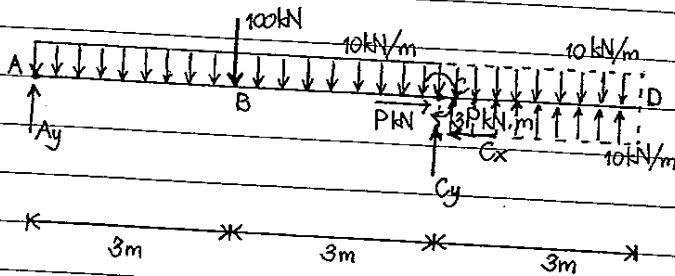 100kN
10kN/m 10kN/m
A D
B C
Ay PkN 3PkN.m
Cx 10kN/m
Cy
3m 3m 3m